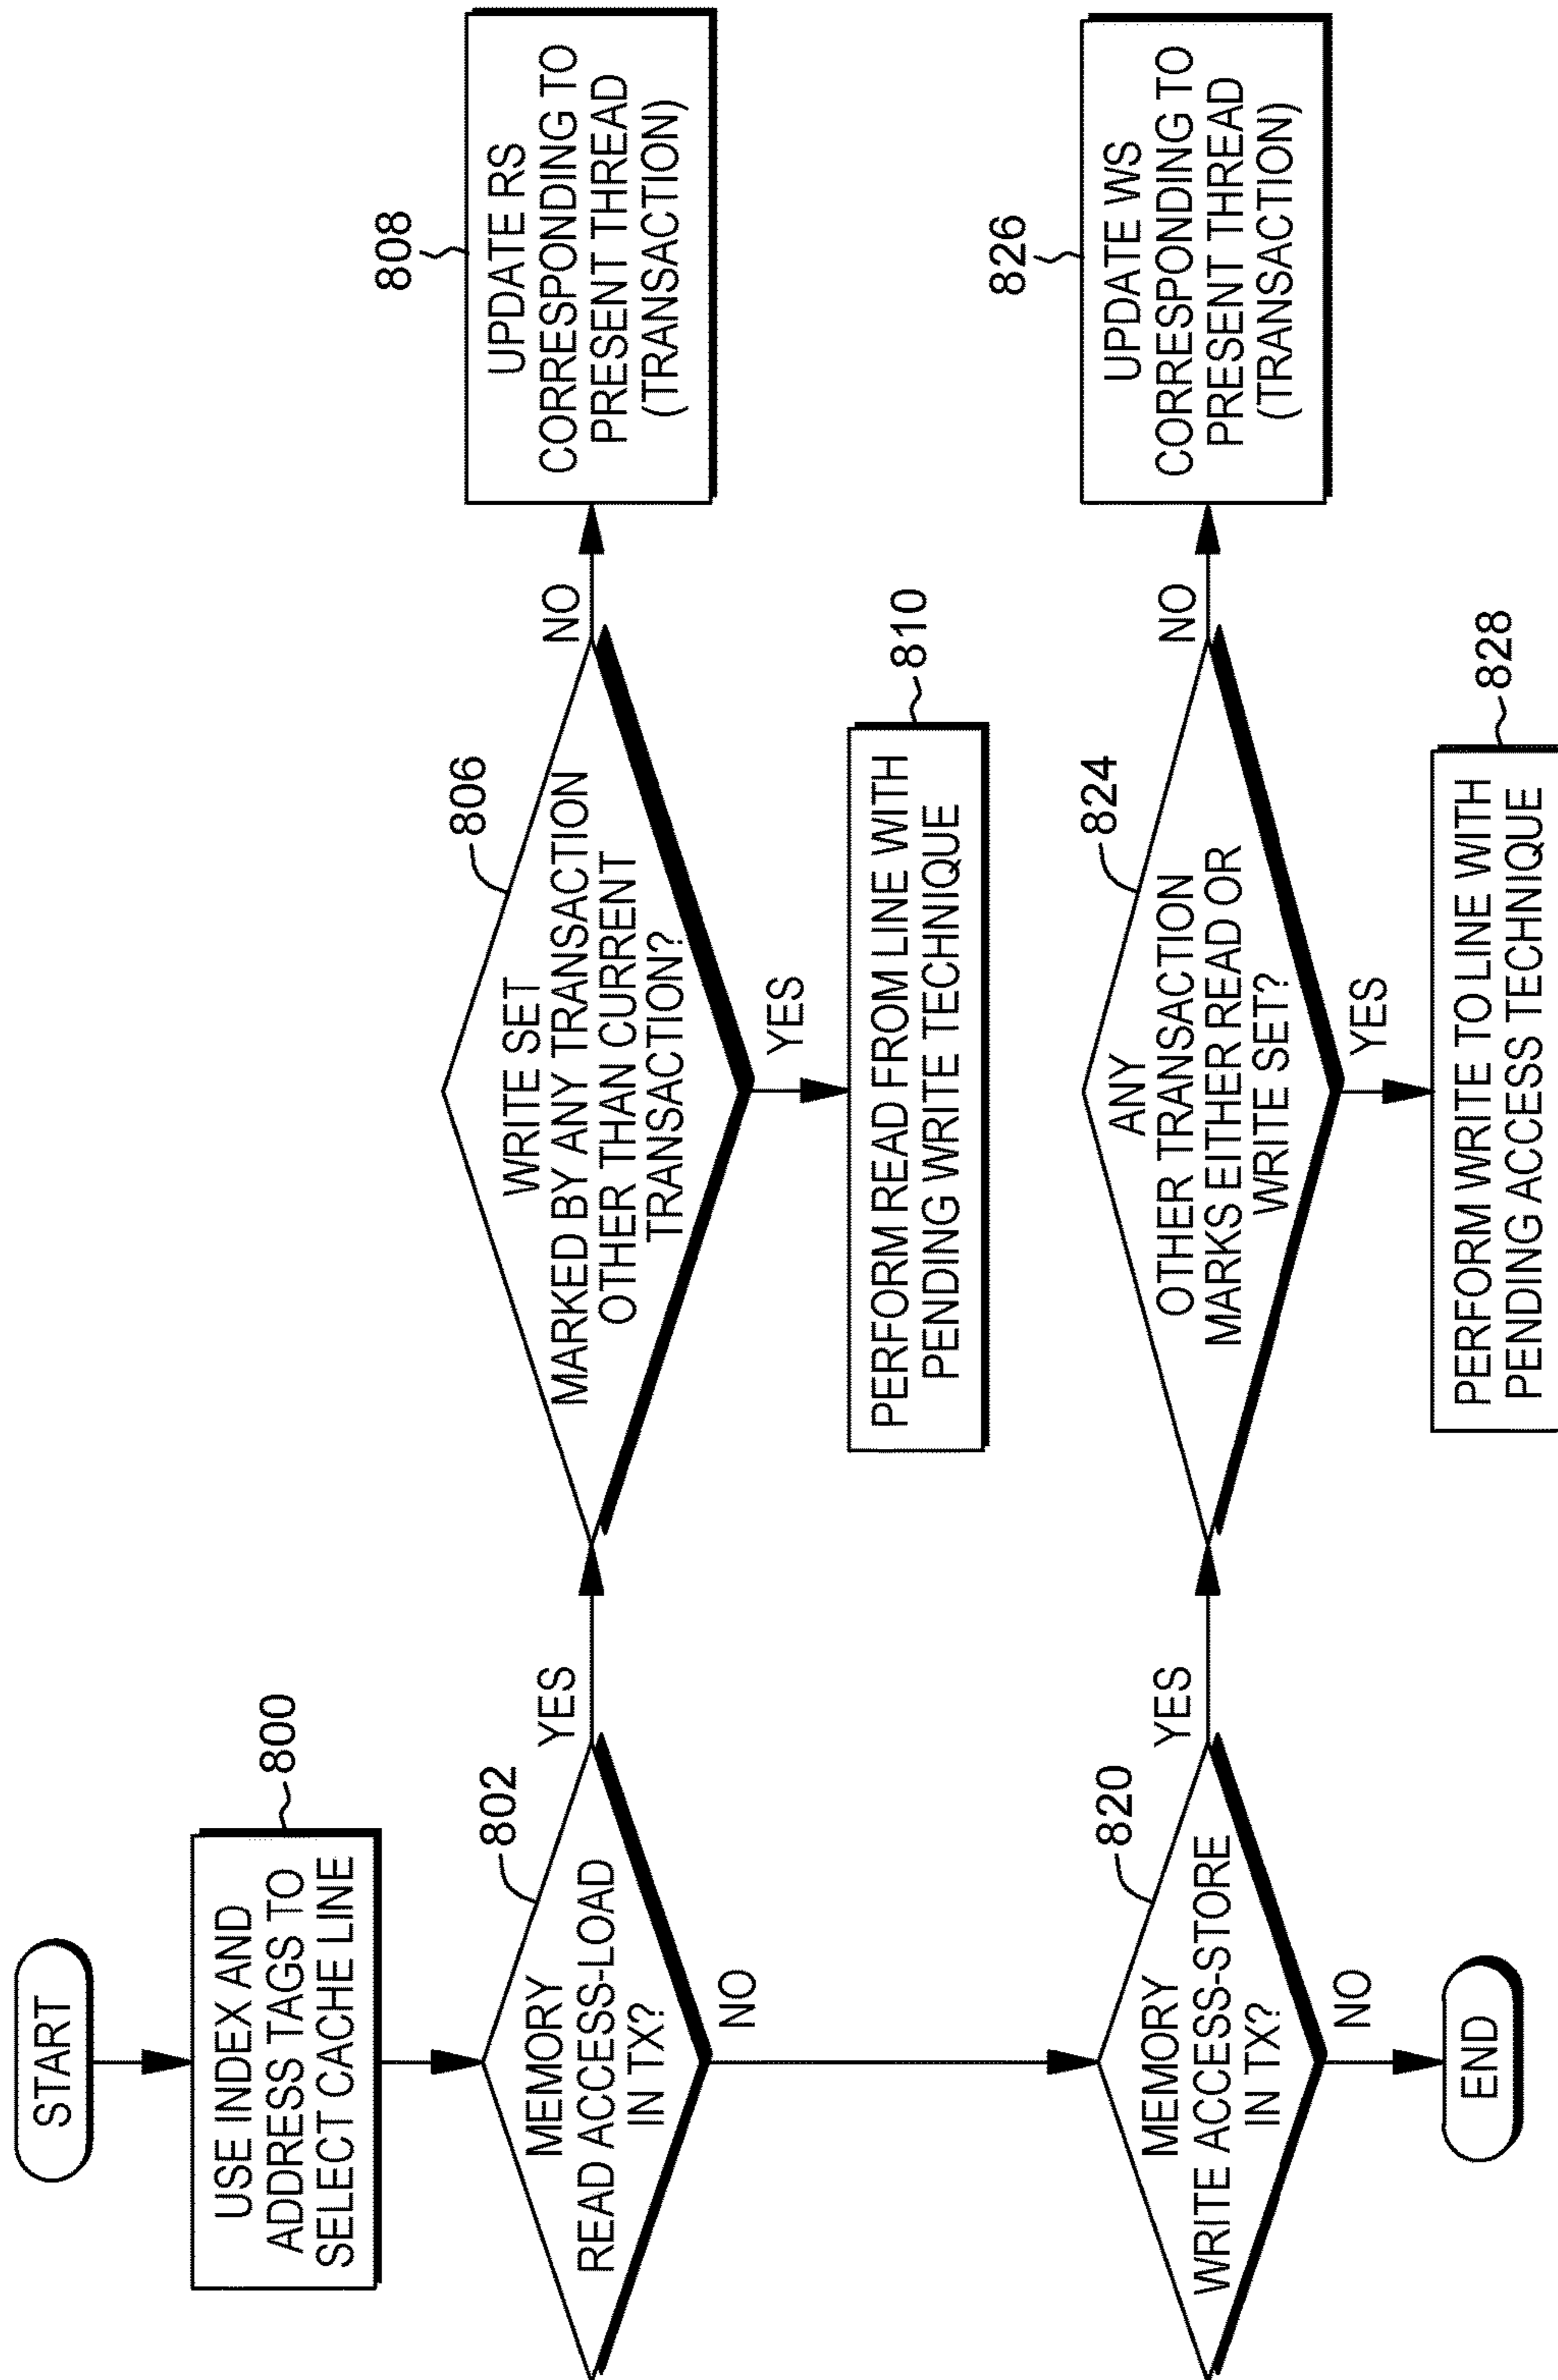 START
USE INDEX AND
ADDRESS TAGS TO
SELECT CACHE LINE
800
MEMORY
READ ACCESS-LOAD
IN TX?
802
YES
NO
WRITE SET
MARKED BY ANY TRANSACTION
OTHER THAN CURRENT
TRANSACTION?
806
NO
YES
UPDATE RS
CORRESPONDING TO
PRESENT THREAD
(TRANSACTION)
808
PERFORM READ FROM LINE WITH
PENDING WRITE TECHNIQUE
810
MEMORY
WRITE ACCESS-STORE
IN TX?
820
YES
NO
ANY
OTHER TRANSACTION
MARKS EITHER READ OR
WRITE SET?
824
NO
YES
UPDATE WS
CORRESPONDING TO
PRESENT THREAD
(TRANSACTION)
826
PERFORM WRITE TO LINE WITH
PENDING ACCESS TECHNIQUE
828
END